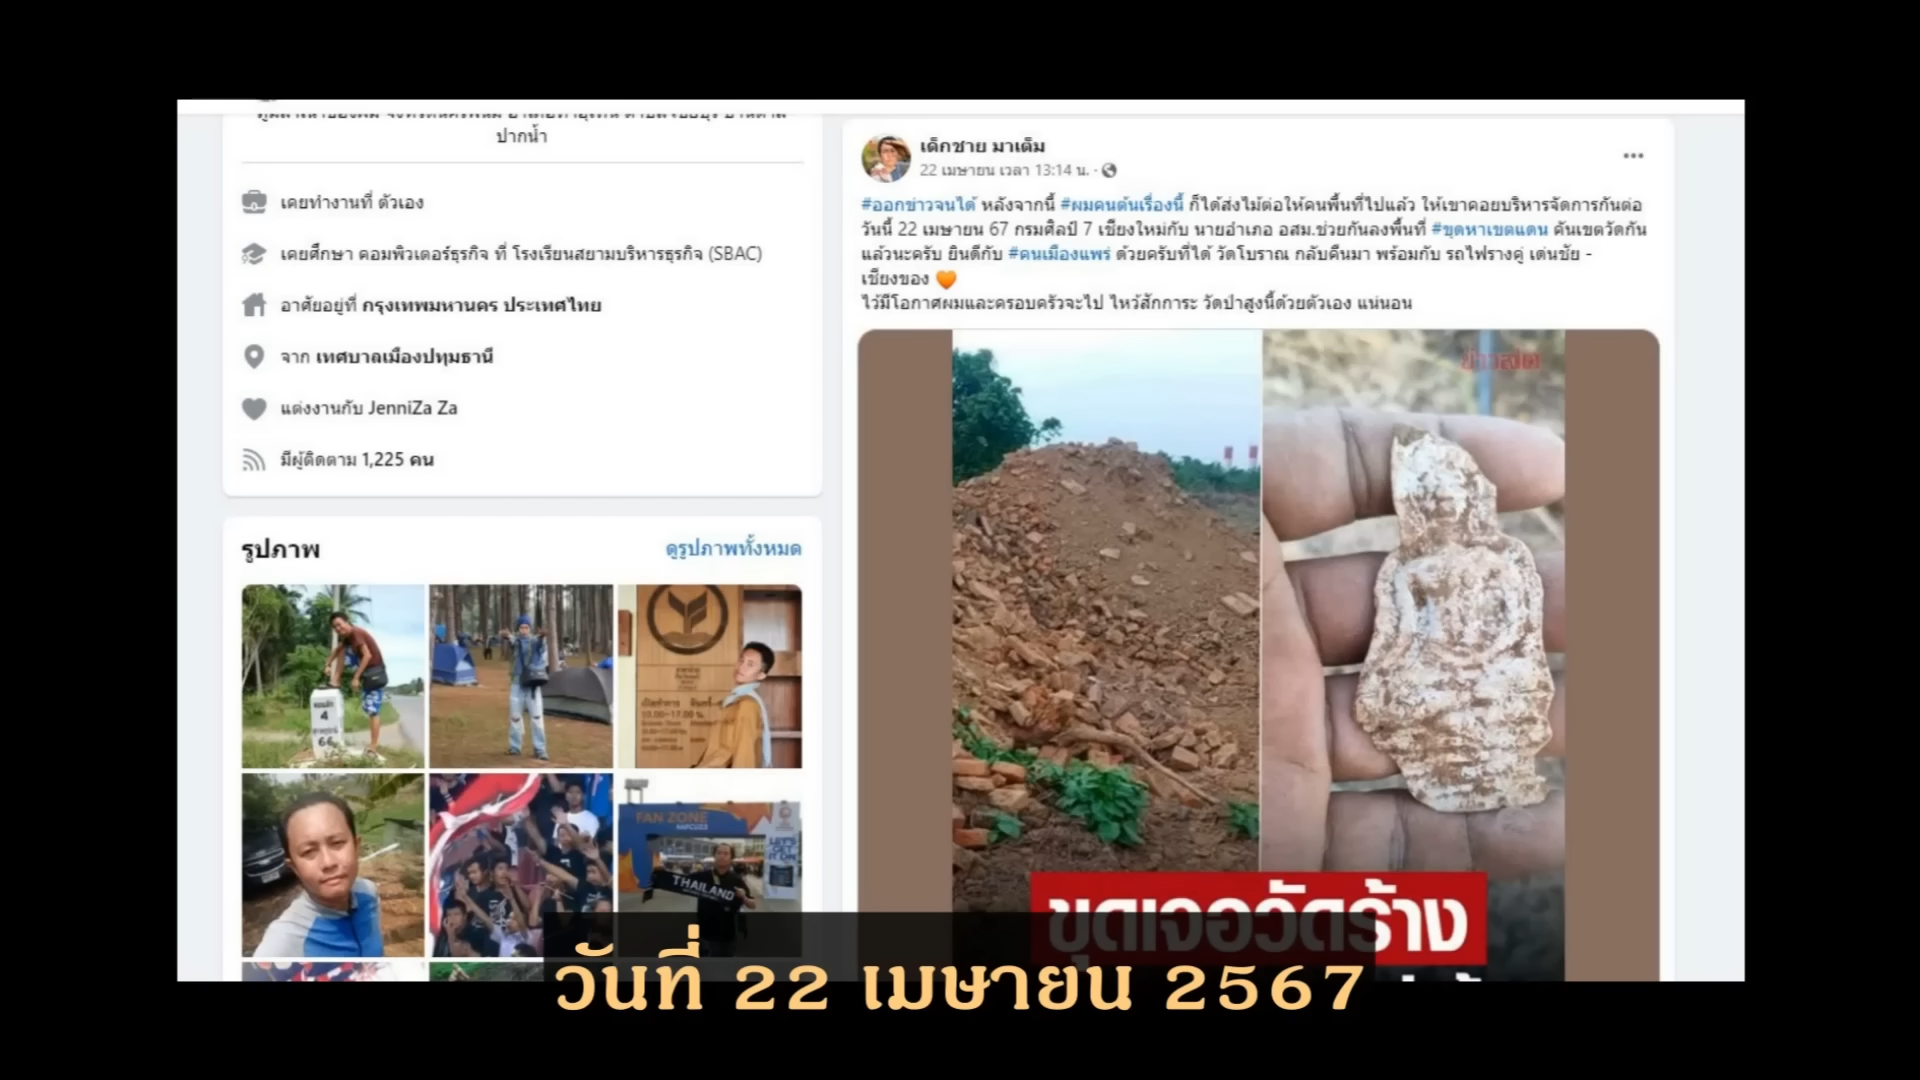 ปากน้ำ
เคยทำงานที่ ตัวเอง
เคยศึกษา คอมพิวเตอร์ธุรกิจ ที่ โรงเรียนสยามบริหารธุรกิจ (SBAC)
อาศัยอยู่ที่ กรุงเทพมหานคร ประเทศไทย
จาก เทศบาลเมืองปทุมธานี
แต่งงานกับ JenniZa Za
มีผู้ติดตาม 1,225 คน
รูปภาพ
ดูรูปภาพทั้งหมด
4
66
FAN ZONE
THAILAND
เด็กชาย มาเต็ม
22 เมษายน เวลา 13:14 น. ·
#ออกข่าวจนได้ หลังจากนี้ #ผมคนต้นเรื่องนี้ ก็ได้ส่งไม้ต่อให้คนพื้นที่ไปแล้ว ให้เขาคอยบริหารจัดการกันต่อ
วันนี้ 22 เมษายน 67 กรมศิลป์ 7 เชียงใหม่กับ นายอำเภอ อสม.ช่วยกันลงพื้นที่ #ขุดหาเขตแดน คันเขตวัดกัน
แล้วนะครับ ยินดีกับ #คนเมืองแพร่ ด้วยครับที่ได้ วัดโบราณ กลับคืนมา พร้อมกับ รถไฟรางคู่ เด่นชัย -
เชียงของ 🧡
ไว้มีโอกาศผมและครอบครัวจะไป ไหว้สักการะ วัดป่าสูงนี้ด้วยตัวเอง แน่นอน
ข่าวสด
ขุดเจอวัดร้าง
วันที่ 22 เมษายน 2567